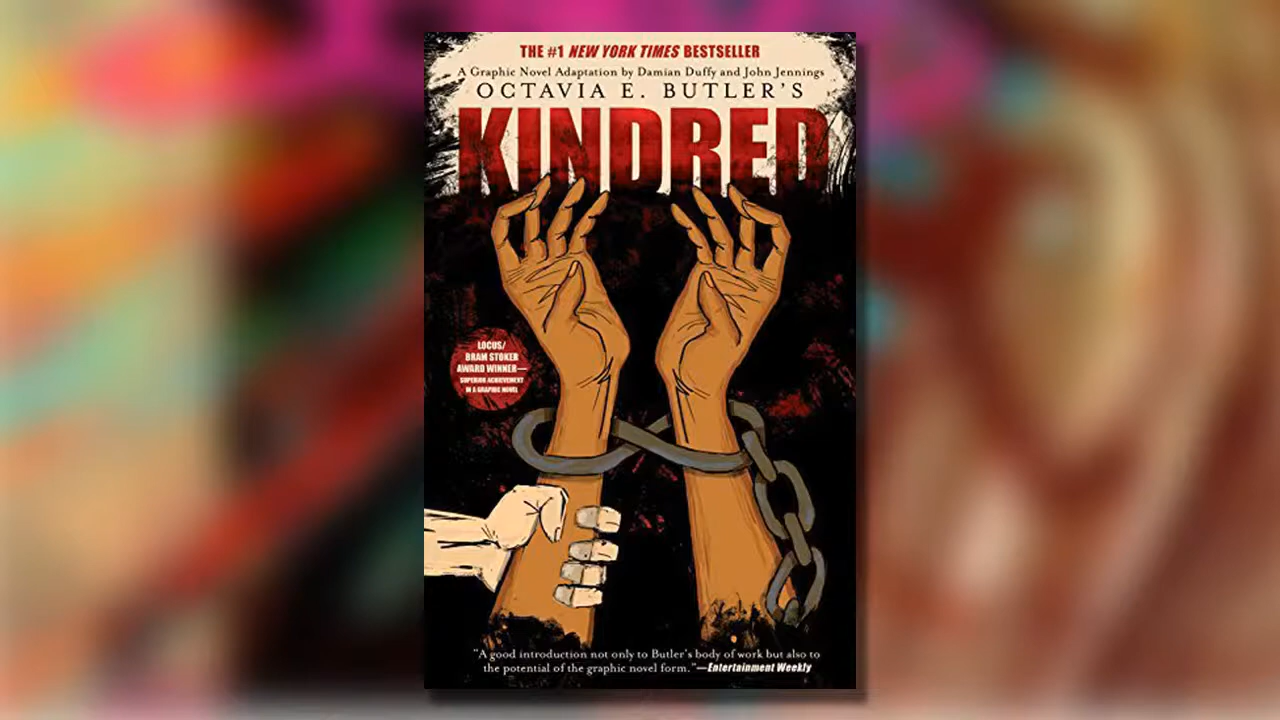 THE #1 NEW YORK TIMES BESTSELLER
A Graphic Novel Adaptation by Damian Duffy and John Jennings
OCTAVIA E. BUTLER'S
KINDRED
LOCUS/
BRAM STOKER
AWARD WINNER—
SUPERIOR ACHIEVEMENT
IN A GRAPHIC NOVEL
"A good introduction not only to Butler's body of work but also to
the potential of the graphic novel form."—Entertainment Weekly